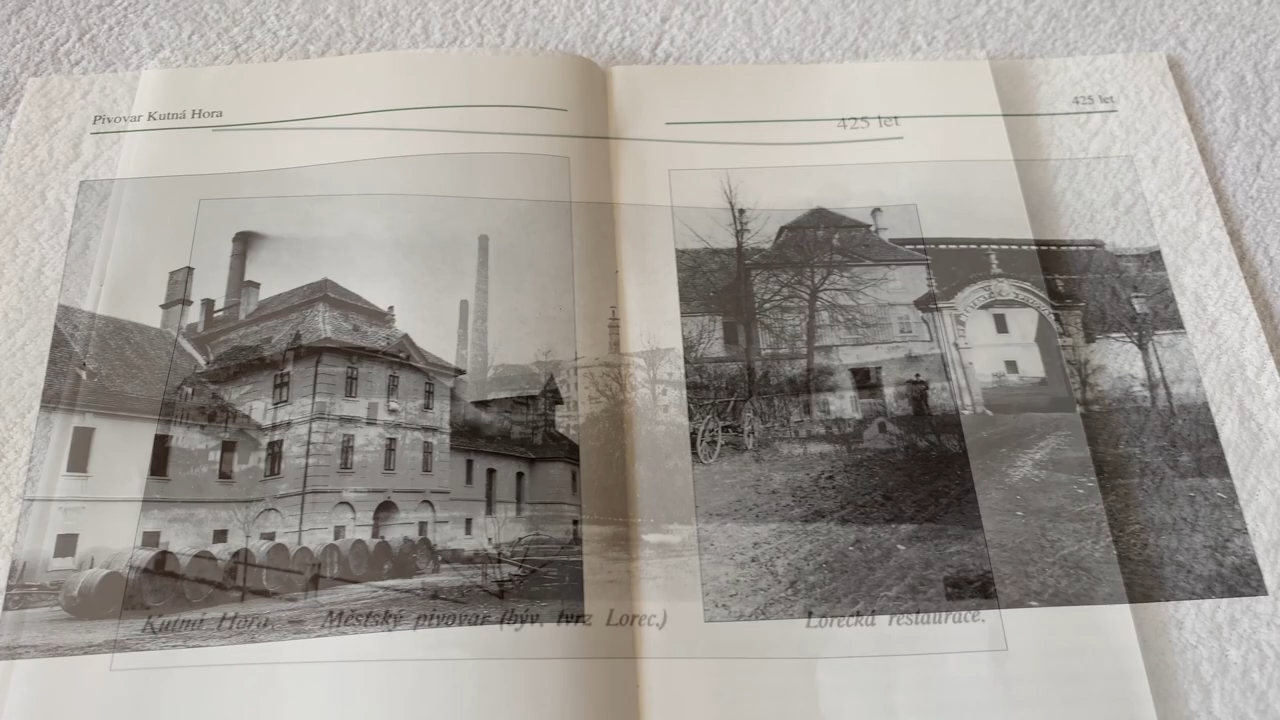 Pivovar Kutná Hora
425 let
425 let
Kutná Hora. — Městský pivovar (býv. tvrz Lorec.)
Lorecká restaurace.